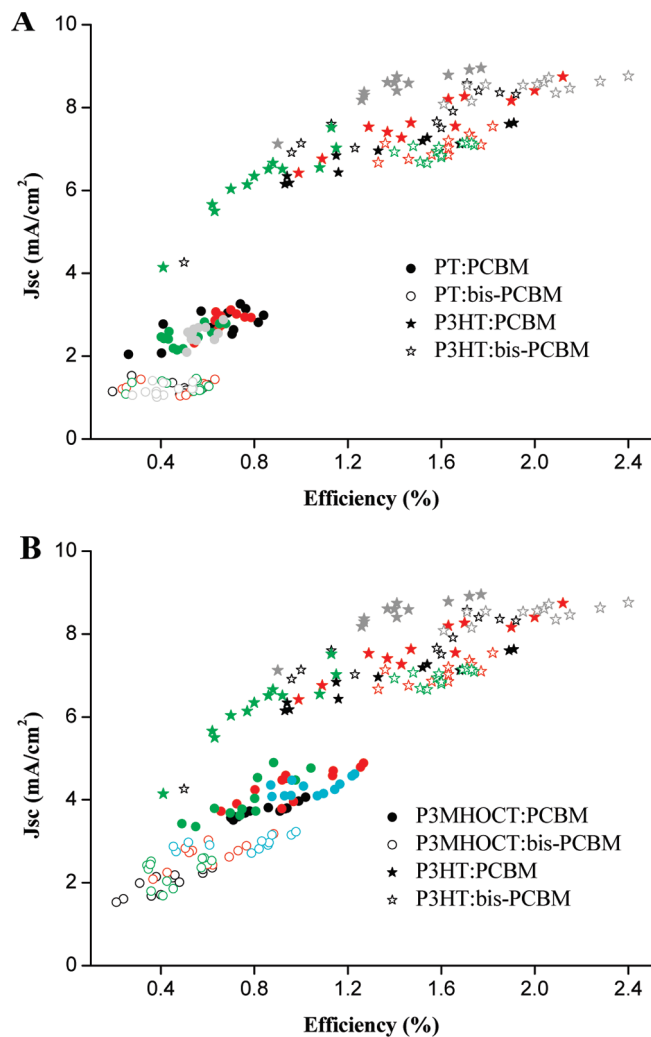 A
10
8
6
4
2
0
Jsc (mA/cm²)
0.4 0.8 1.2 1.6 2.0 2.4
Efficiency (%)
PT:PCBM
PT:bis-PCBM
P3HT:PCBM
P3HT:bis-PCBM
B
10
8
6
4
2
0
Jsc (mA/cm²)
0.4 0.8 1.2 1.6 2.0 2.4
Efficiency (%)
P3MHOCT:PCBM
P3MHOCT:bis-PCBM
P3HT:PCBM
P3HT:bis-PCBM